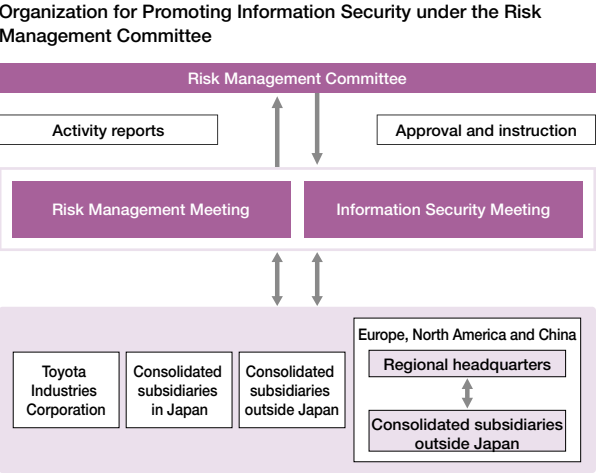 Organization for Promoting Information Security under the Risk
Management Committee
Risk Management Committee
Activity reports
Approval and instruction
Risk Management Meeting
Information Security Meeting
Toyota
Industries
Corporation
Consolidated
subsidiaries
in Japan
Consolidated
subsidiaries
outside Japan
Europe, North America and China
Regional headquarters
Consolidated subsidiaries
outside Japan